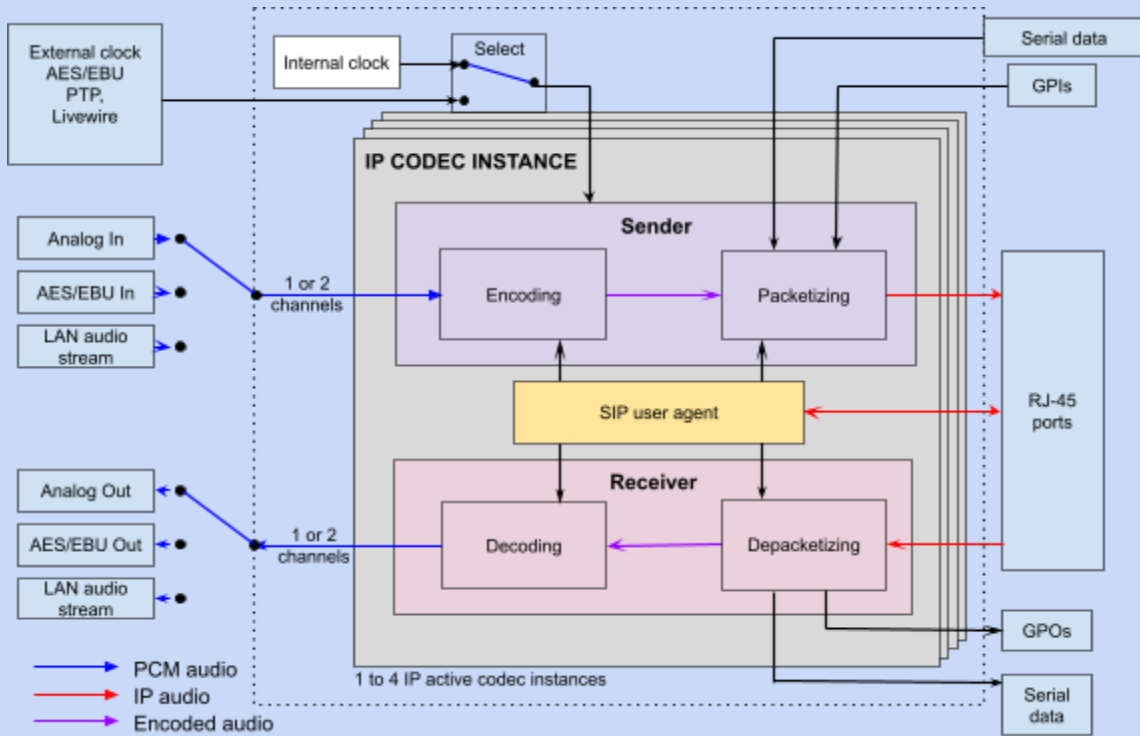 External clock
AES/EBU
PTP,
Livewire
Internal clock
Select
Serial data
GPIs
IP CODEC INSTANCE
Sender
Analog In
AES/EBU In
LAN audio
stream
1 or 2
channels
Encoding
Packetizing
SIP user agent
RJ-45
ports
Receiver
Analog Out
AES/EBU Out
LAN audio
stream
1 or 2
channels
Decoding
Depacketizing
GPOs
Serial
data
1 to 4 IP active codec instances
PCM audio
IP audio
Encoded audio